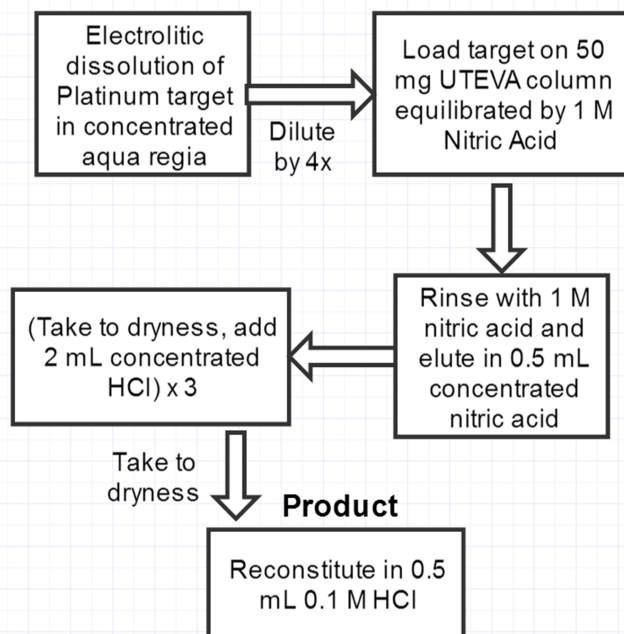 Electrolitic
dissolution of
Platinum target
in concentrated
aqua regia
Dilute
by 4x
Load target on 50
mg UTEVA column
equilibrated by 1 M
Nitric Acid
Rinse with 1 M
nitric acid and
elute in 0.5 mL
concentrated
nitric acid
(Take to dryness, add
2 mL concentrated
HCl) x 3
Take to
dryness
Product
Reconstitute in 0.5
mL 0.1 M HCl